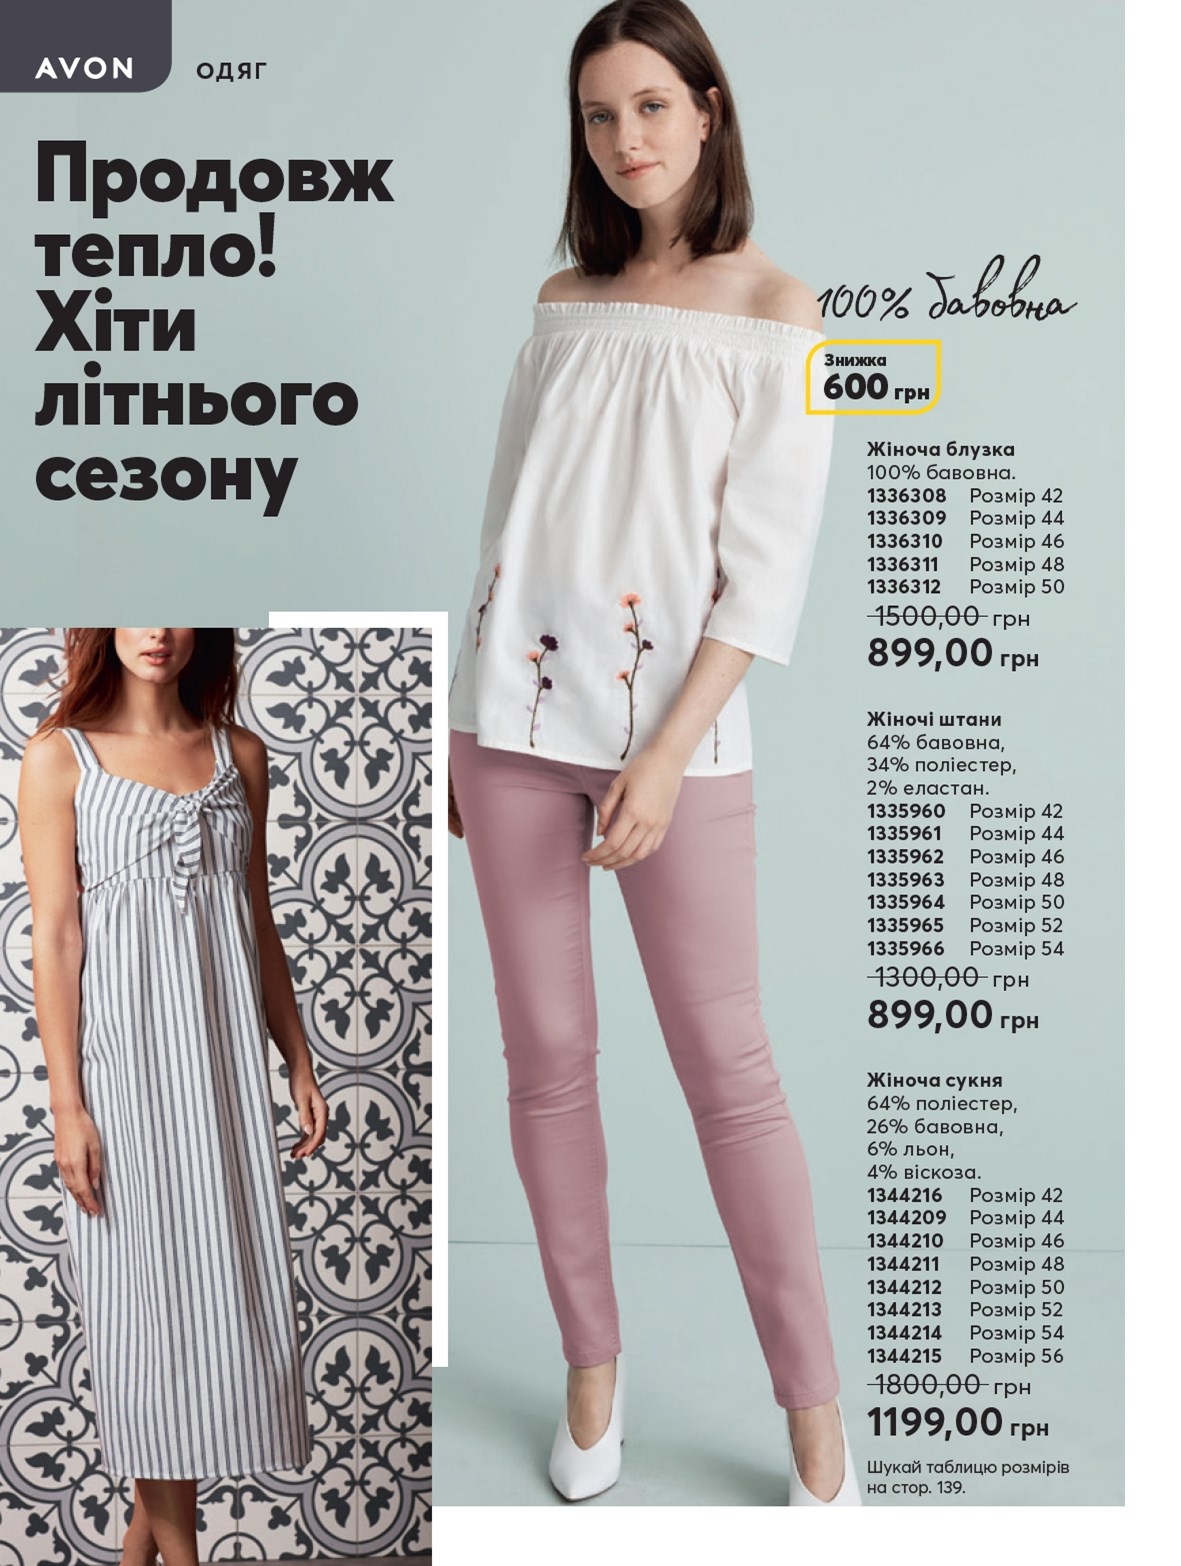 AVON
ОДЯГ
Продовж
тепло!
Хіти
літнього
сезону
100% бавовна
Знижка
600 грн
Жіноча блузка
100% бавовна.
1336308 Розмір 42
1336309 Розмір 44
1336310 Розмір 46
1336311 Розмір 48
1336312 Розмір 50
1500,00 грн
899,00 грн
Жіночі штани
64% бавовна,
34% поліестер,
2% еластан.
1335960 Розмір 42
1335961 Розмір 44
1335962 Розмір 46
1335963 Розмір 48
1335964 Розмір 50
1335965 Розмір 52
1335966 Розмір 54
1300,00 грн
899,00 грн
Жіноча сукня
64% поліестер,
26% бавовна,
6% льон,
4% віскоза.
1344216 Розмір 42
1344209 Розмір 44
1344210 Розмір 46
1344211 Розмір 48
1344212 Розмір 50
1344213 Розмір 52
1344214 Розмір 54
1344215 Розмір 56
1800,00 грн
1199,00 грн
Шукай таблицю розмірів
на стор. 139.